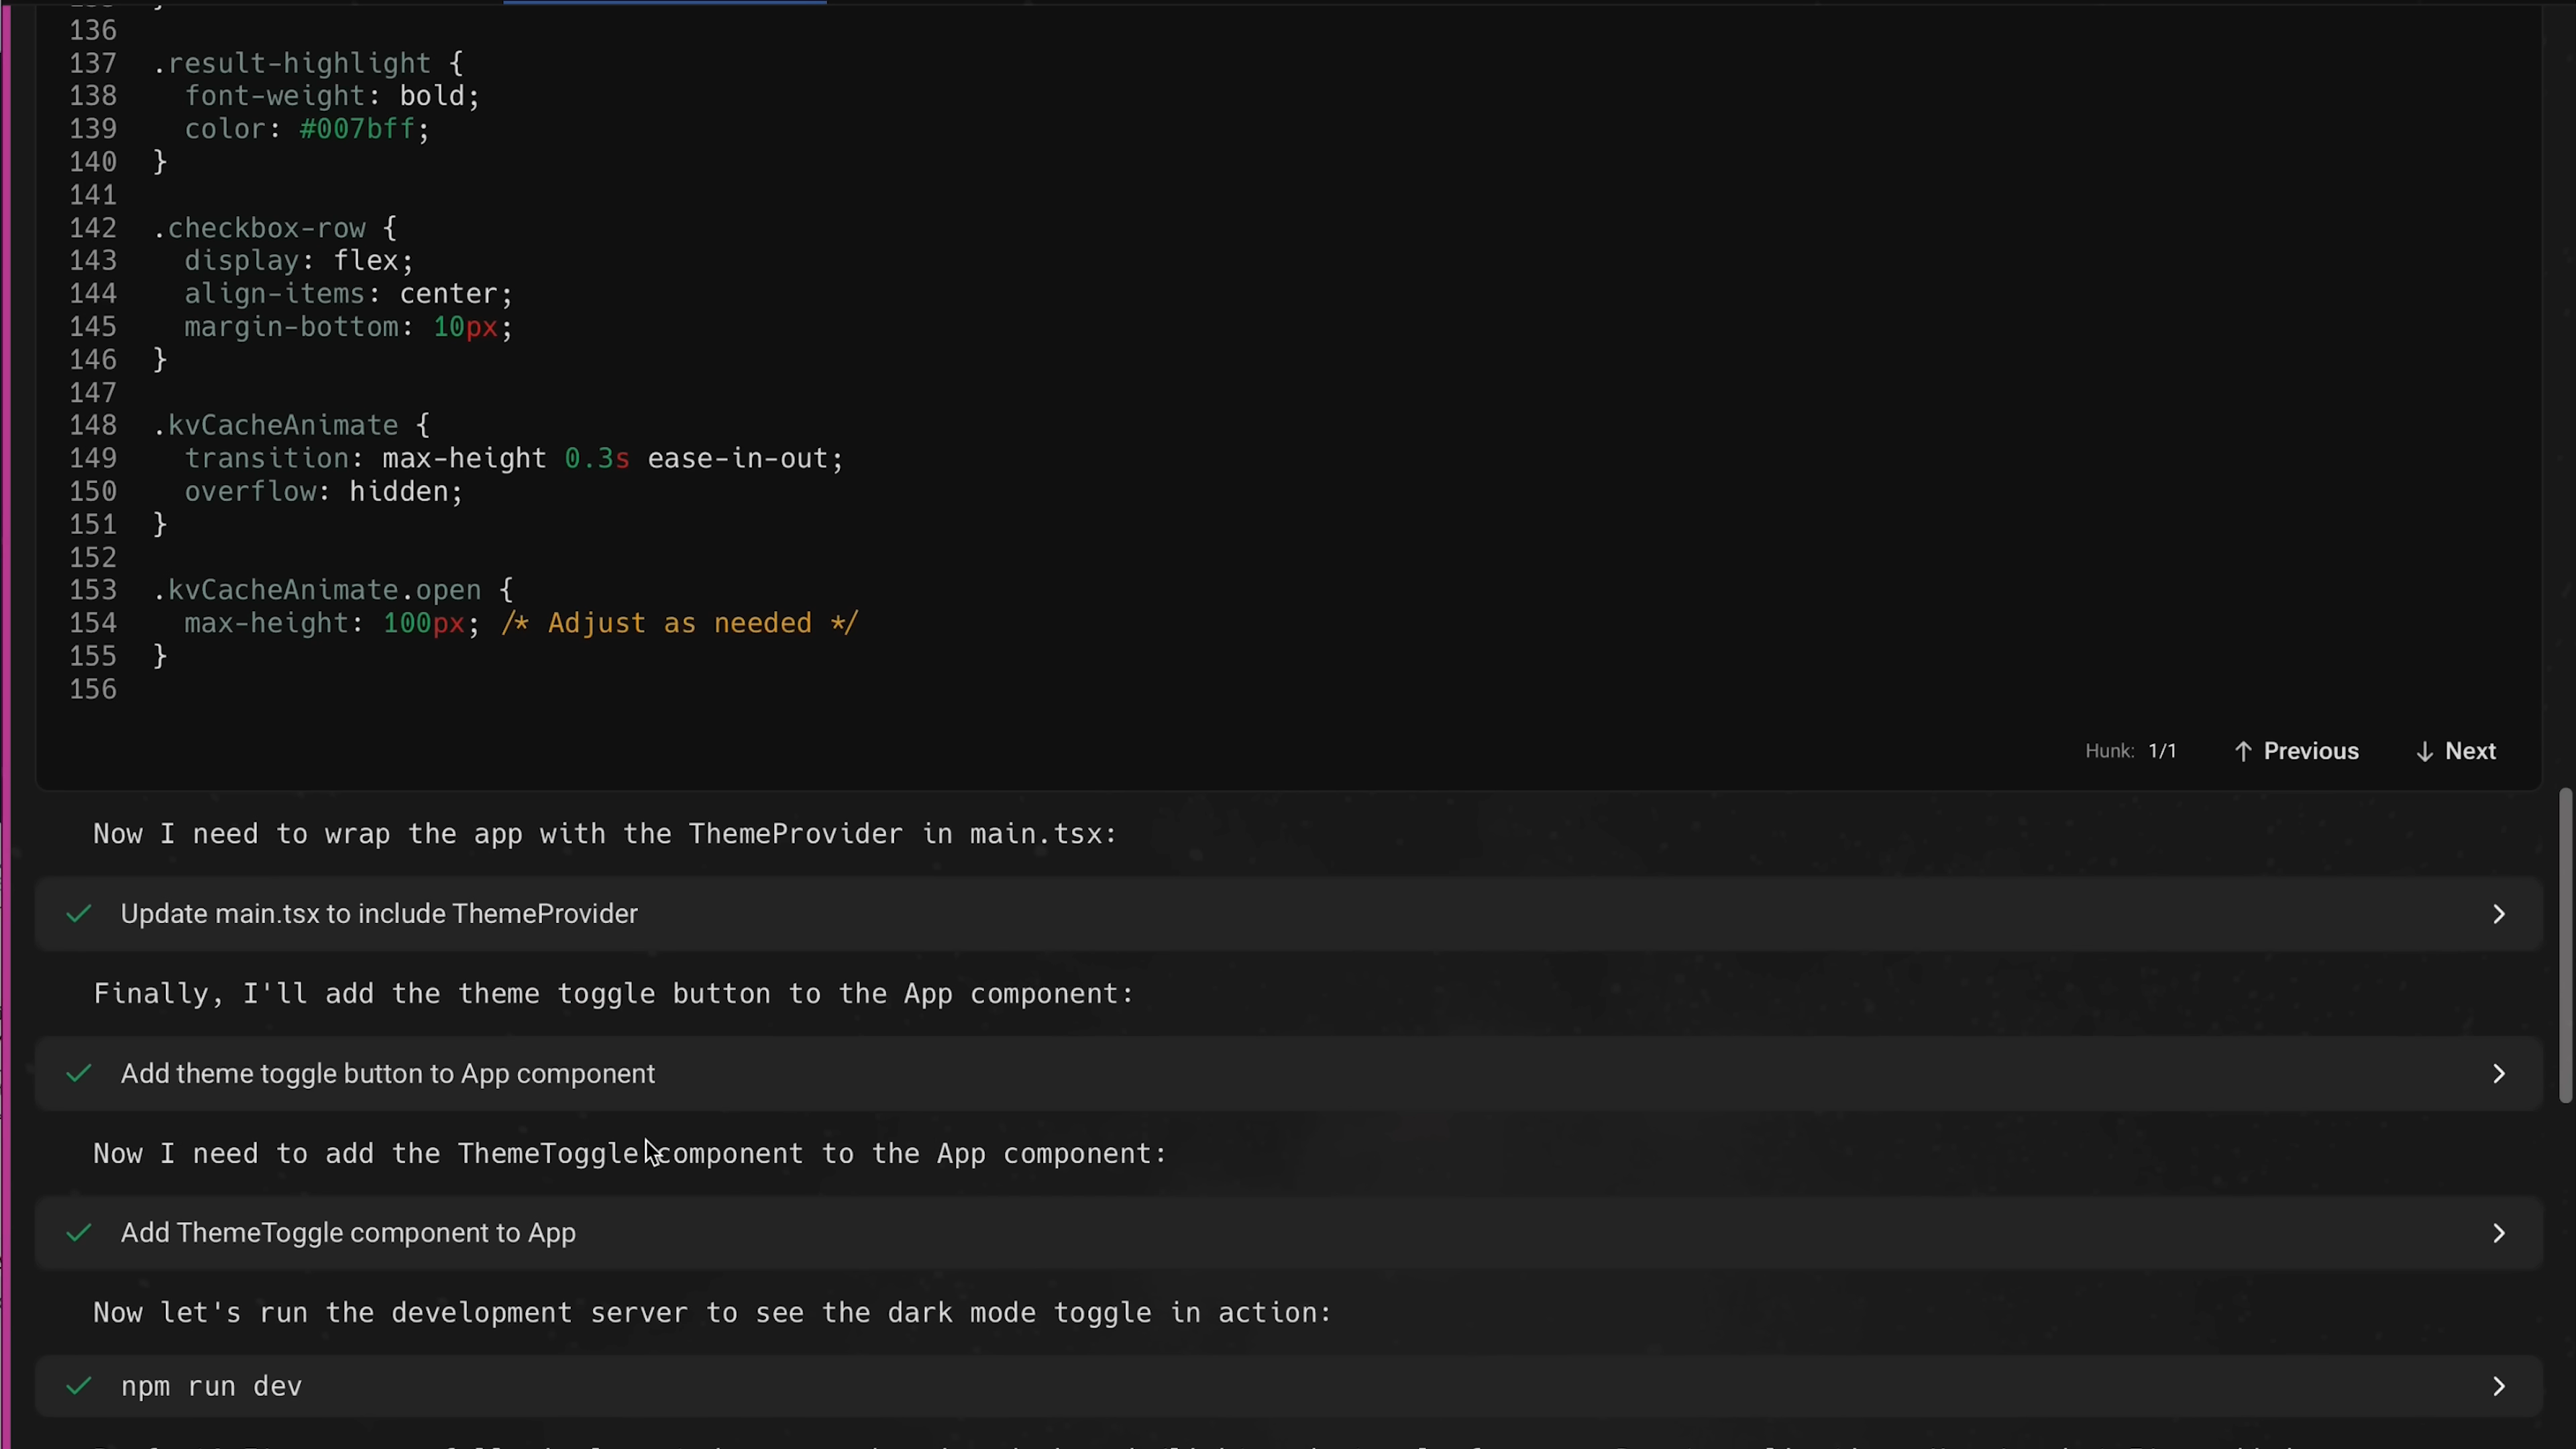 136
137 .result-highlight {
138 font-weight: bold;
139 color: #007bff;
140 }
141
142 .checkbox-row {
143 display: flex;
144 align-items: center;
145 margin-bottom: 10px;
146 }
147
148 .kvCacheAnimate {
149 transition: max-height 0.3s ease-in-out;
150 overflow: hidden;
151 }
152
153 .kvCacheAnimate.open {
154 max-height: 100px; /* Adjust as needed */
155 }
156
Hunk: 1/1 ↑ Previous ↓ Next
Now I need to wrap the app with the ThemeProvider in main.tsx:
Update main.tsx to include ThemeProvider
Finally, I'll add the theme toggle button to the App component:
Add theme toggle button to App component
Now I need to add the ThemeToggle component to the App component:
Add ThemeToggle component to App
Now let's run the development server to see the dark mode toggle in action:
npm run dev